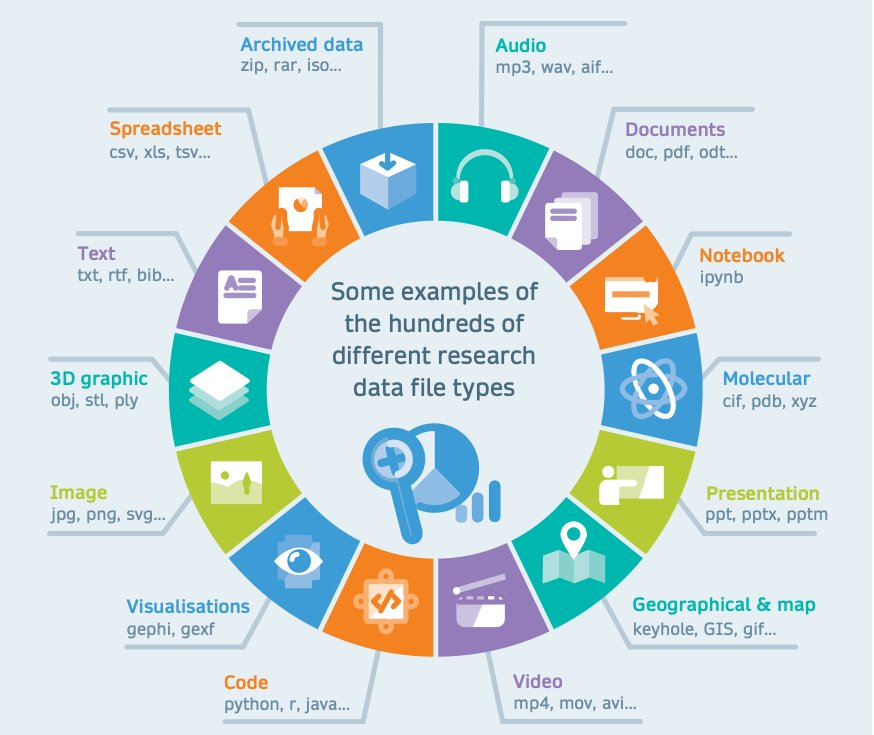 Archived data
zip, rar, iso...
Audio
mp3, wav, aif...
Spreadsheet
csv, xls, tsv...
Documents
doc, pdf, odt...
Text
txt, rtf, bib...
Notebook
ipynb
Some examples of
the hundreds of
different research
data file types
3D graphic
obj, stl, ply
Molecular
cif, pdb, xyz
Image
jpg, png, svg...
Presentation
ppt, pptx, pptm
Visualisations
gephi, gexf
Geographical & map
keyhole, GIS, gif...
Code
python, r, java...
Video
mp4, mov, avi...
A